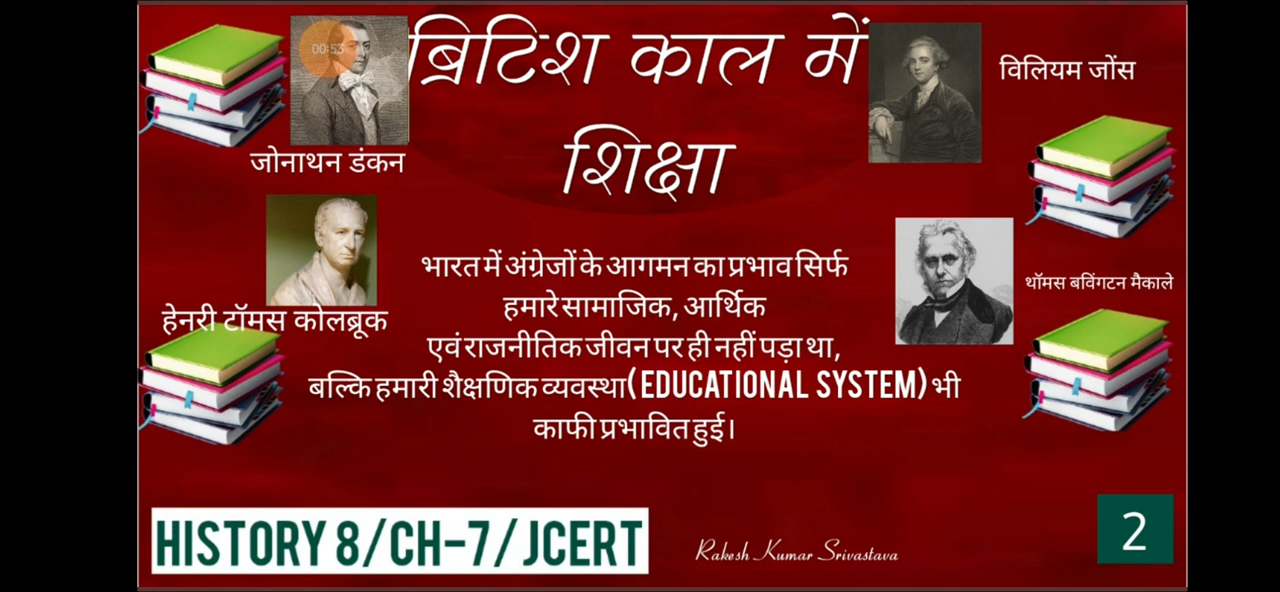 00:53
ब्रिटिश काल में
शिक्षा
विलियम जोंस
जोनाथन डंकन
हेनरी टॉमस कोलब्रूक
थॉमस बविंगटन मैकाले
भारत में अंग्रेजों के आगमन का प्रभाव सिर्फ
हमारे सामाजिक, आर्थिक
एवं राजनीतिक जीवन पर ही नहीं पड़ा था,
बल्कि हमारी शैक्षणिक व्यवस्था( EDUCATIONAL SYSTEM) भी
काफी प्रभावित हुई।
HISTORY 8/CH-7/ JCERT
Rakesh Kumar Srivastava
2